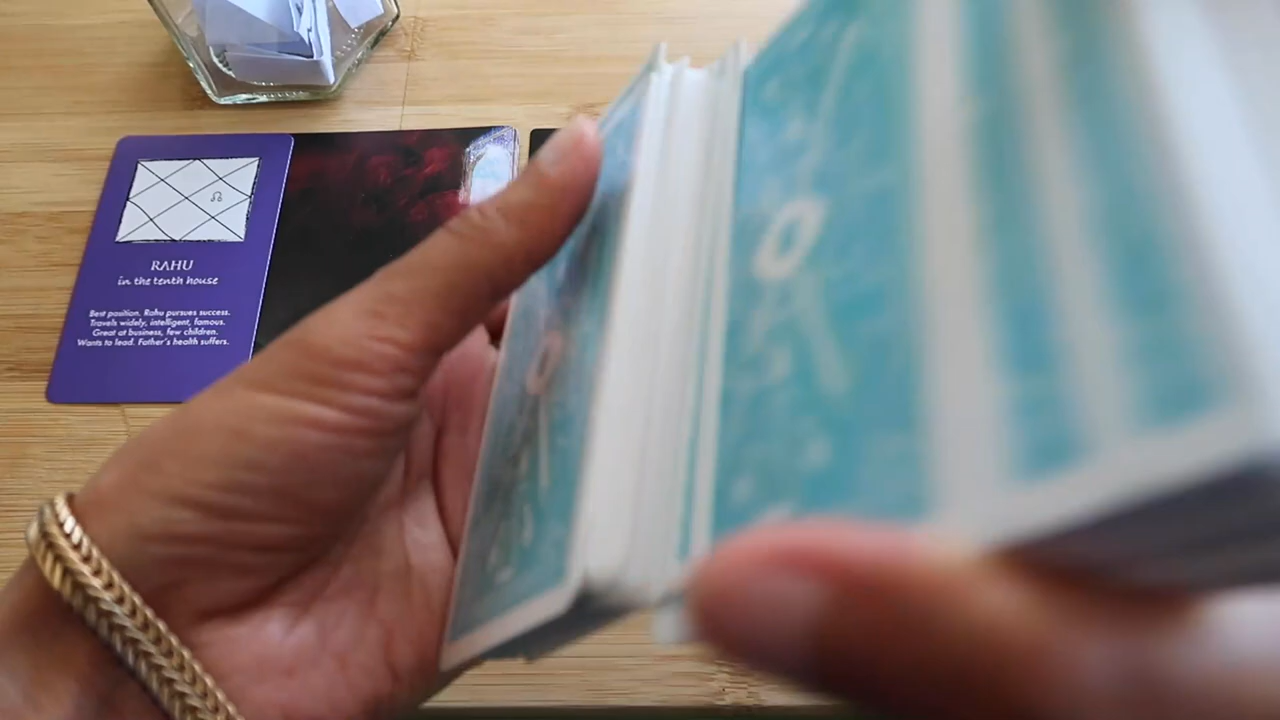 RAHU
in the tenth house
Best position. Rahu pursues success.
Travels widely, intelligent, famous.
Great at business, few children.
Wants to lead. Father's health suffers.